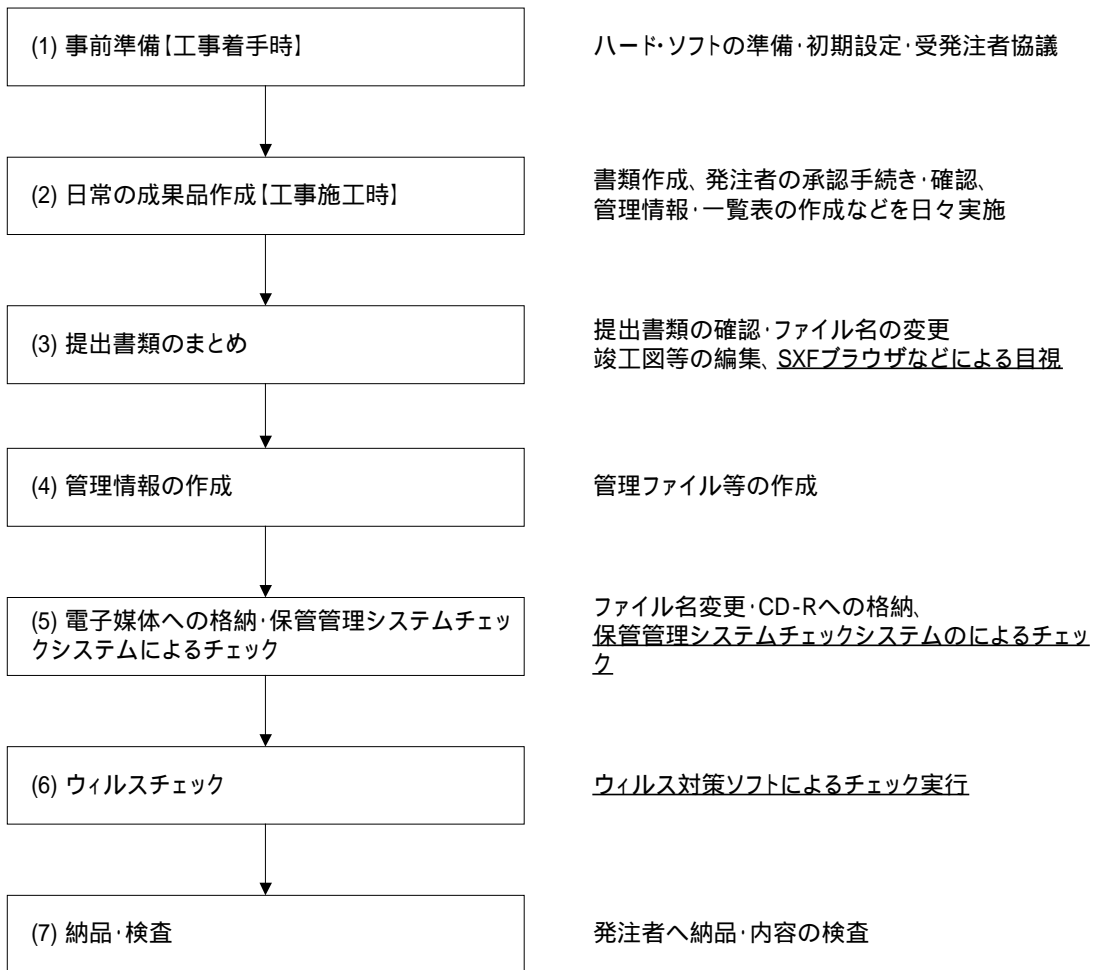 (1) 事前準備【工事着手時】
ハード・ソフトの準備・初期設定・受発注者協議
(2) 日常の成果品作成【工事施工時】
書類作成、発注者の承認手続き・確認、
管理情報・一覧表の作成などを日々実施
(3) 提出書類のまとめ
提出書類の確認・ファイル名の変更
竣工図等の編集、SXFブラウザなどによる目視
(4) 管理情報の作成
管理ファイル等の作成
(5) 電子媒体への格納・保管管理システムチェッ
クシステムによるチェック
ファイル名変更・CD-Rへの格納、
保管管理システムチェックシステムのによるチェッ
ク
(6) ウィルスチェック
ウィルス対策ソフトによるチェック実行
(7) 納品・検査
発注者へ納品・内容の検査